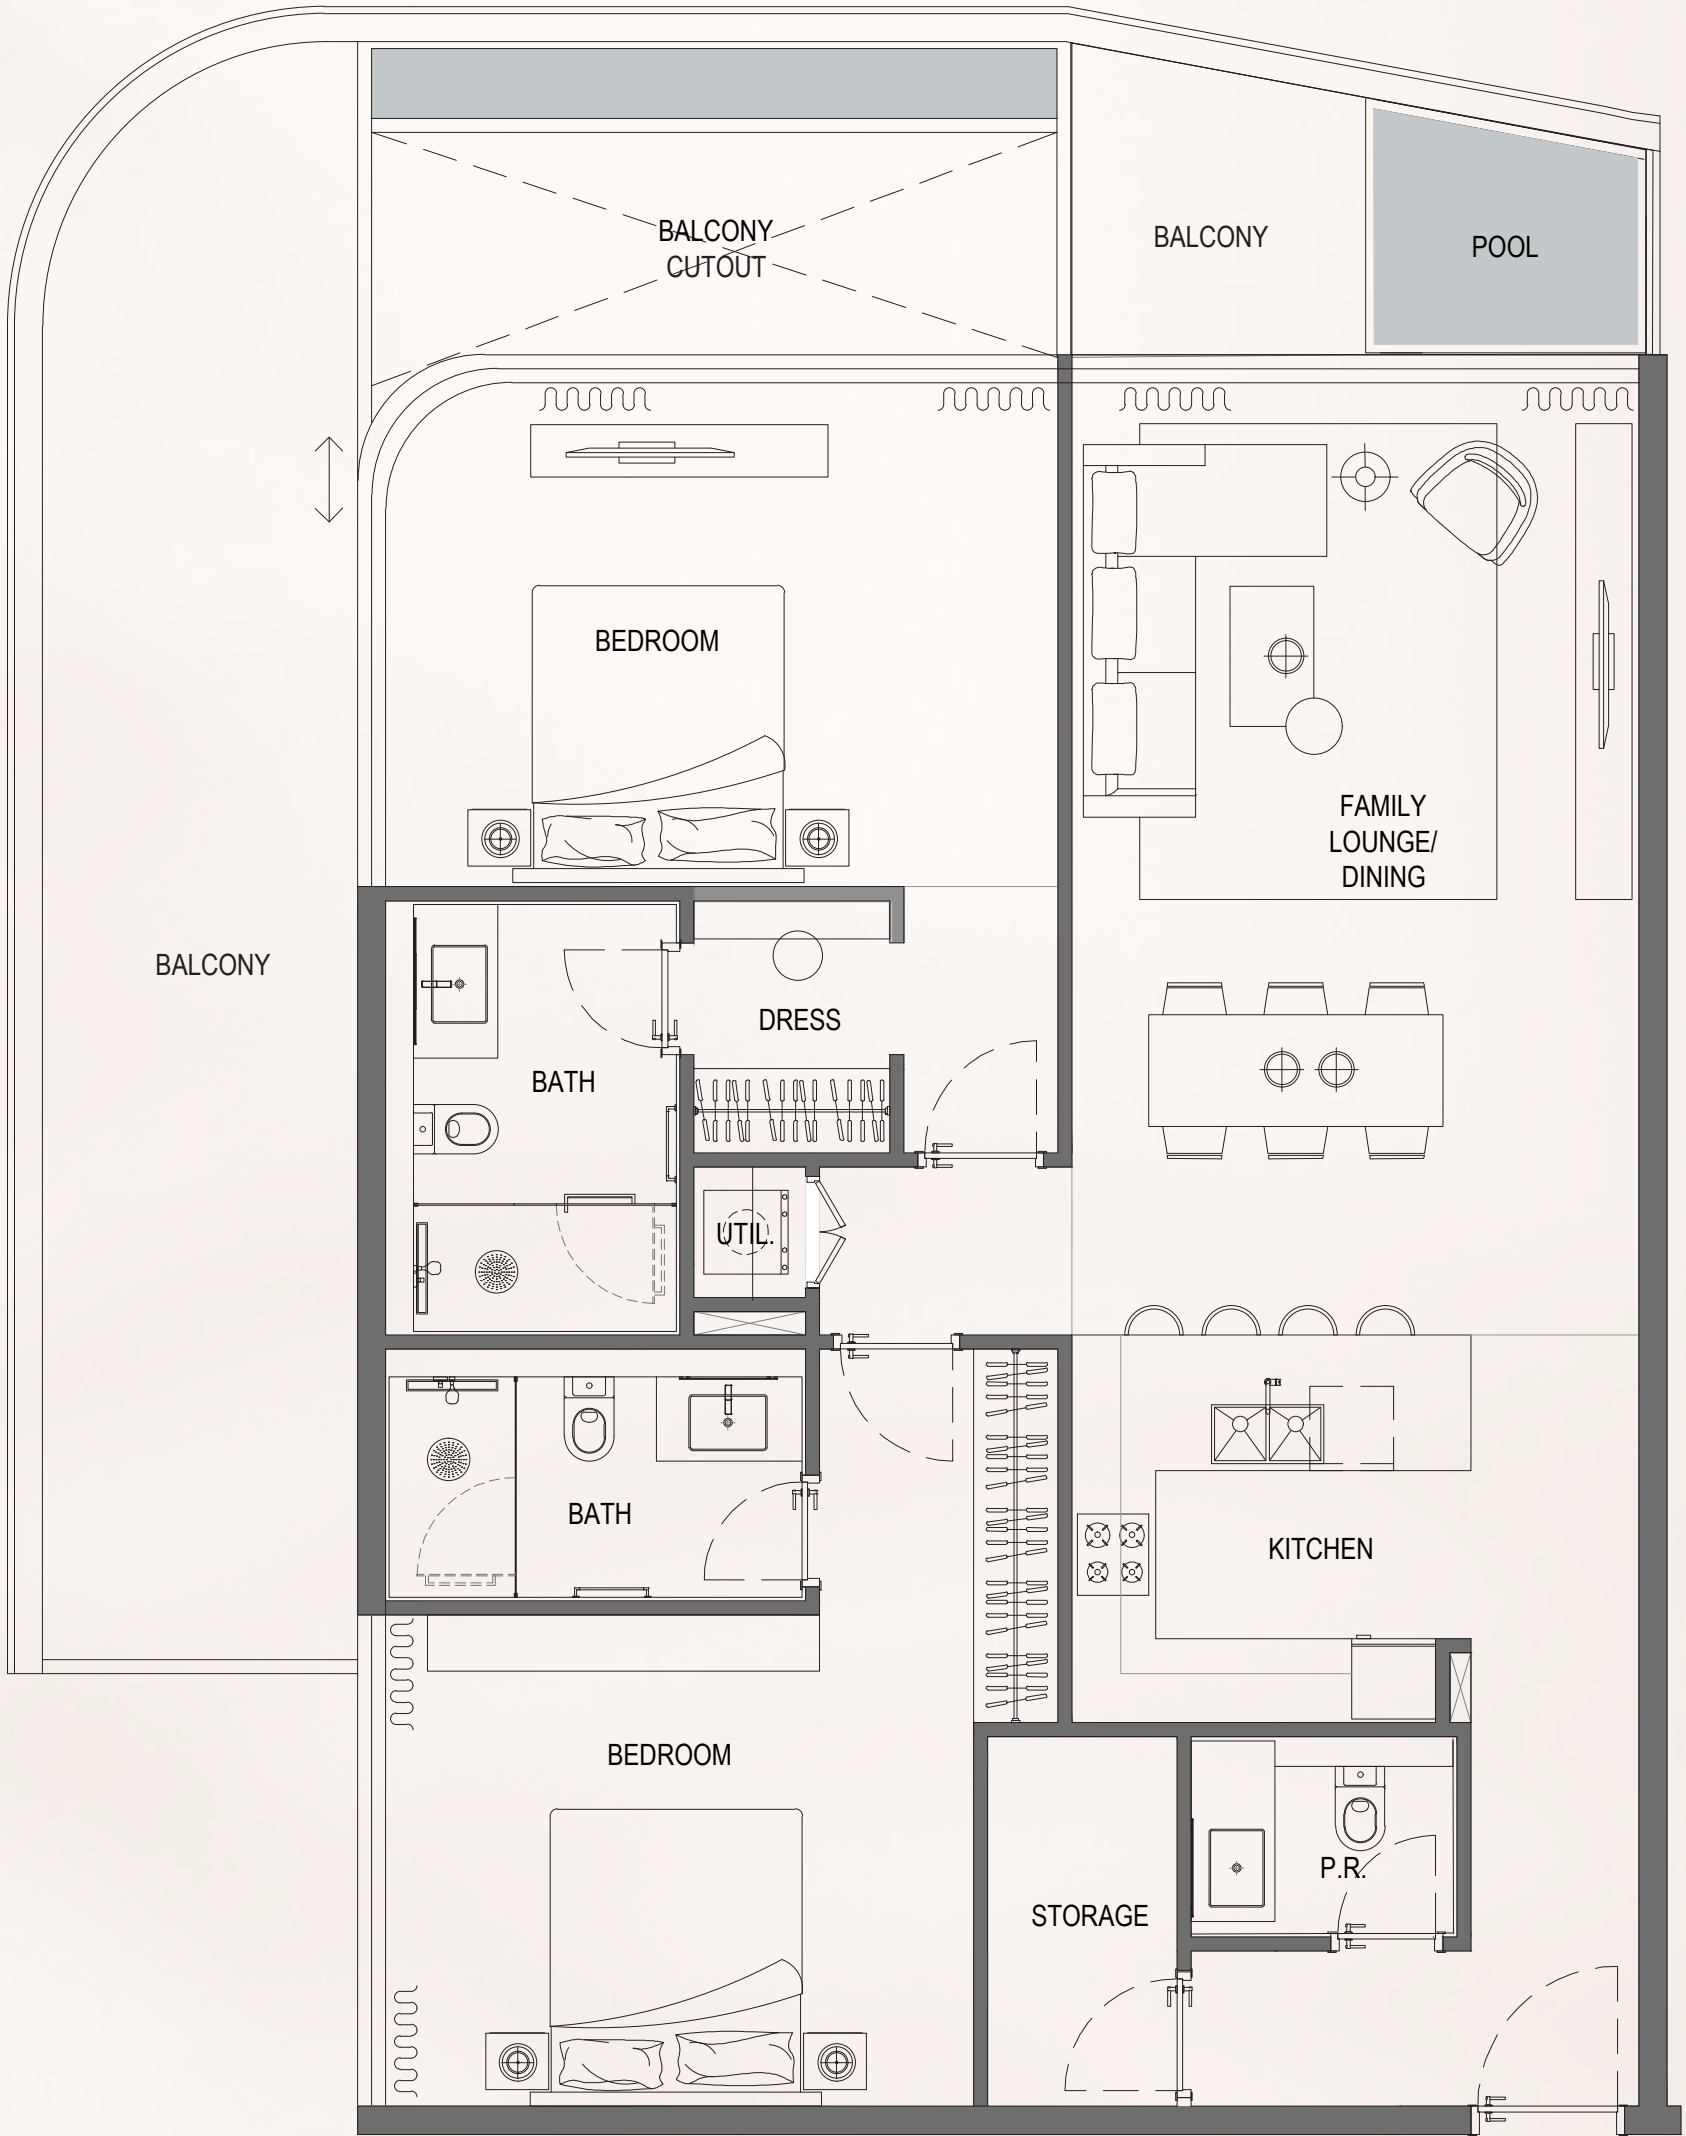 BALCONY
CUTOUT
BALCONY
POOL
BEDROOM
FAMILY
LOUNGE/
DINING
BALCONY
DRESS
BATH
UTIL.
BATH
KITCHEN
BEDROOM
P.R.
STORAGE